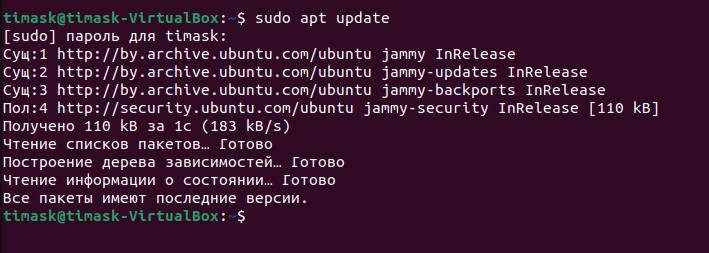 timask@timask-VirtualBox:~$ sudo apt update
[sudo] пароль для timask:
Сущ:1 http://by.archive.ubuntu.com/ubuntu jammy InRelease
Сущ:2 http://by.archive.ubuntu.com/ubuntu jammy-updates InRelease
Сущ:3 http://by.archive.ubuntu.com/ubuntu jammy-backports InRelease
Пол:4 http://security.ubuntu.com/ubuntu jammy-security InRelease [110 kB]
Получено 110 kB за 1с (183 kB/s)
Чтение списков пакетов… Готово
Построение дерева зависимостей… Готово
Чтение информации о состоянии… Готово
Все пакеты имеют последние версии.
timask@timask-VirtualBox:~$